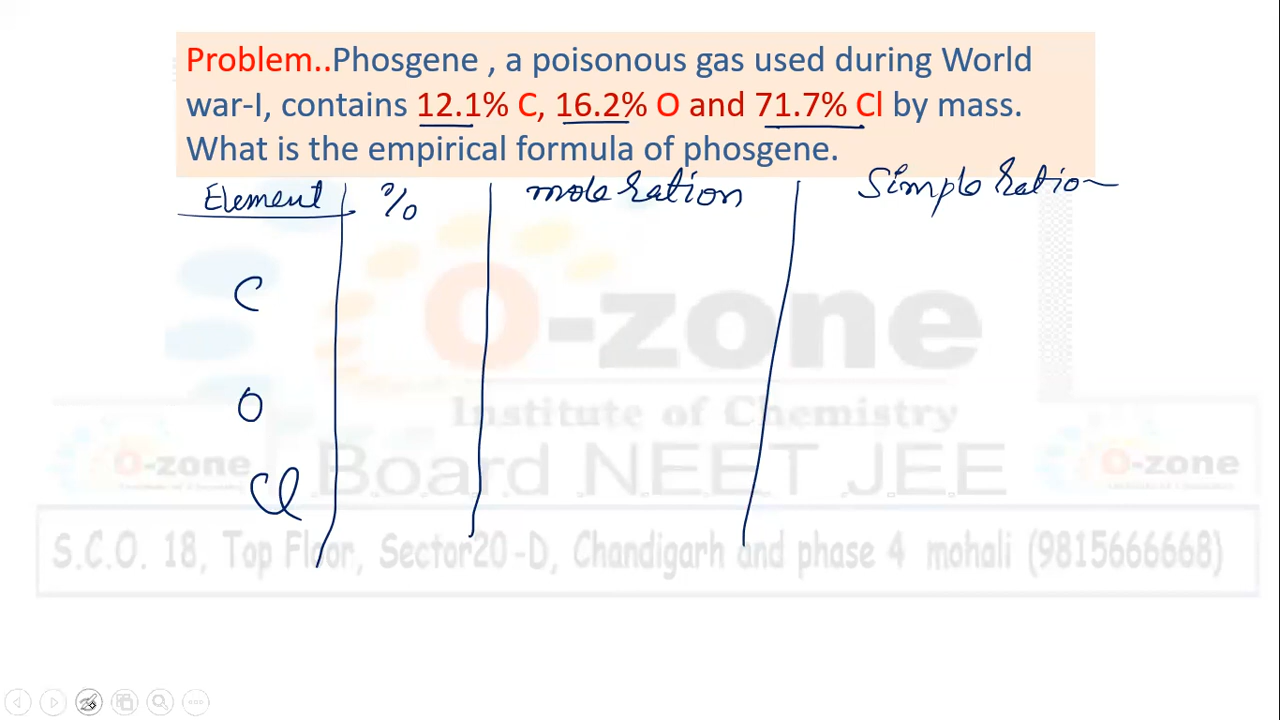 Problem..Phosgene , a poisonous gas used during World
war-I, contains 12.1% C, 16.2% O and 71.7% Cl by mass.
What is the empirical formula of phosgene.
Element % mole ration Simple ration
C
O
Cl
O-zone
Institute of Chemistry
O-zone Board NEET JEE O-zone
S.C.O. 18, Top Floor, Sector20-D, Chandigarh and phase 4 mohali (9815666668)